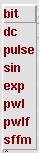 bit
dc
pulse
sin
exp
pwl
pwlf
sffm